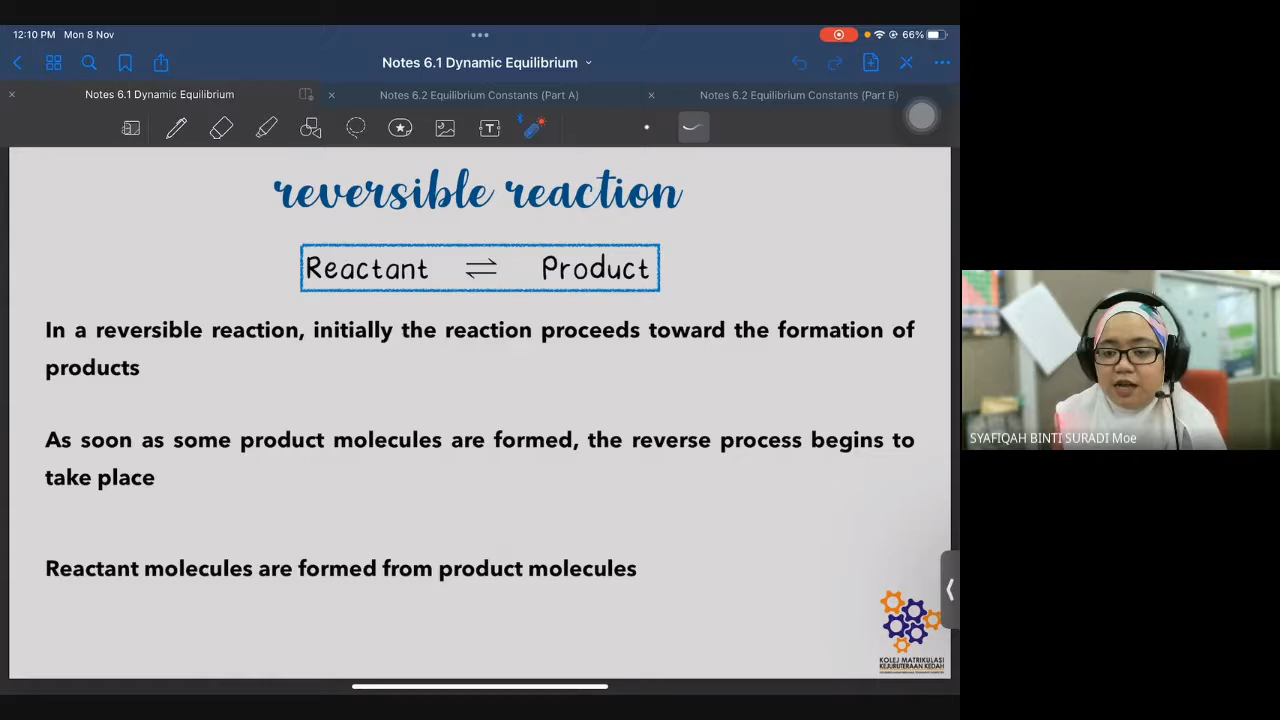 12:10 PM Mon 8 Nov
66%
Notes 6.1 Dynamic Equilibrium
Notes 6.1 Dynamic Equilibrium
Notes 6.2 Equilibrium Constants (Part A)
Notes 6.2 Equilibrium Constants (Part B)
reversible reaction
Reactant ⇌ Product
In a reversible reaction, initially the reaction proceeds toward the formation of
products
As soon as some product molecules are formed, the reverse process begins to
take place
Reactant molecules are formed from product molecules
SYAFIQAH BINTI SURADI Moe
KOLEJ MATRIKULASI
KEJURUTERAAN KEDAH